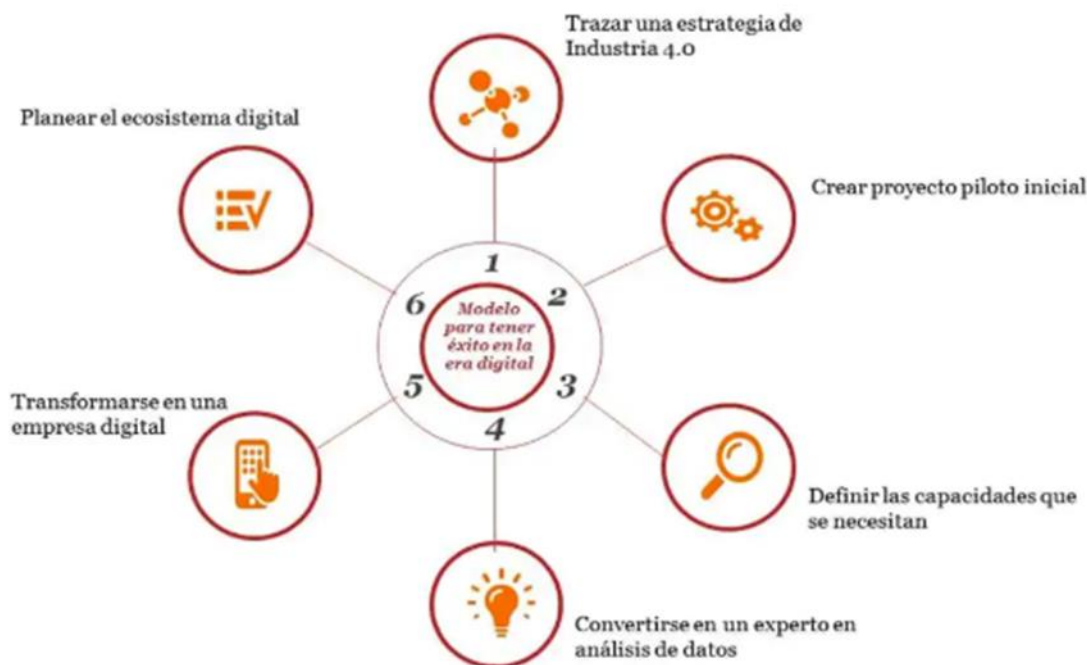 Trazar una estrategia de
Industria 4.0
Crear proyecto piloto inicial
Definir las capacidades que
se necesitan
Convertirse en un experto en
análisis de datos
Transformarse en una
empresa digital
Planear el ecosistema digital
1
2
3
4
5
6
Modelo
para tener
éxito en la
era digital